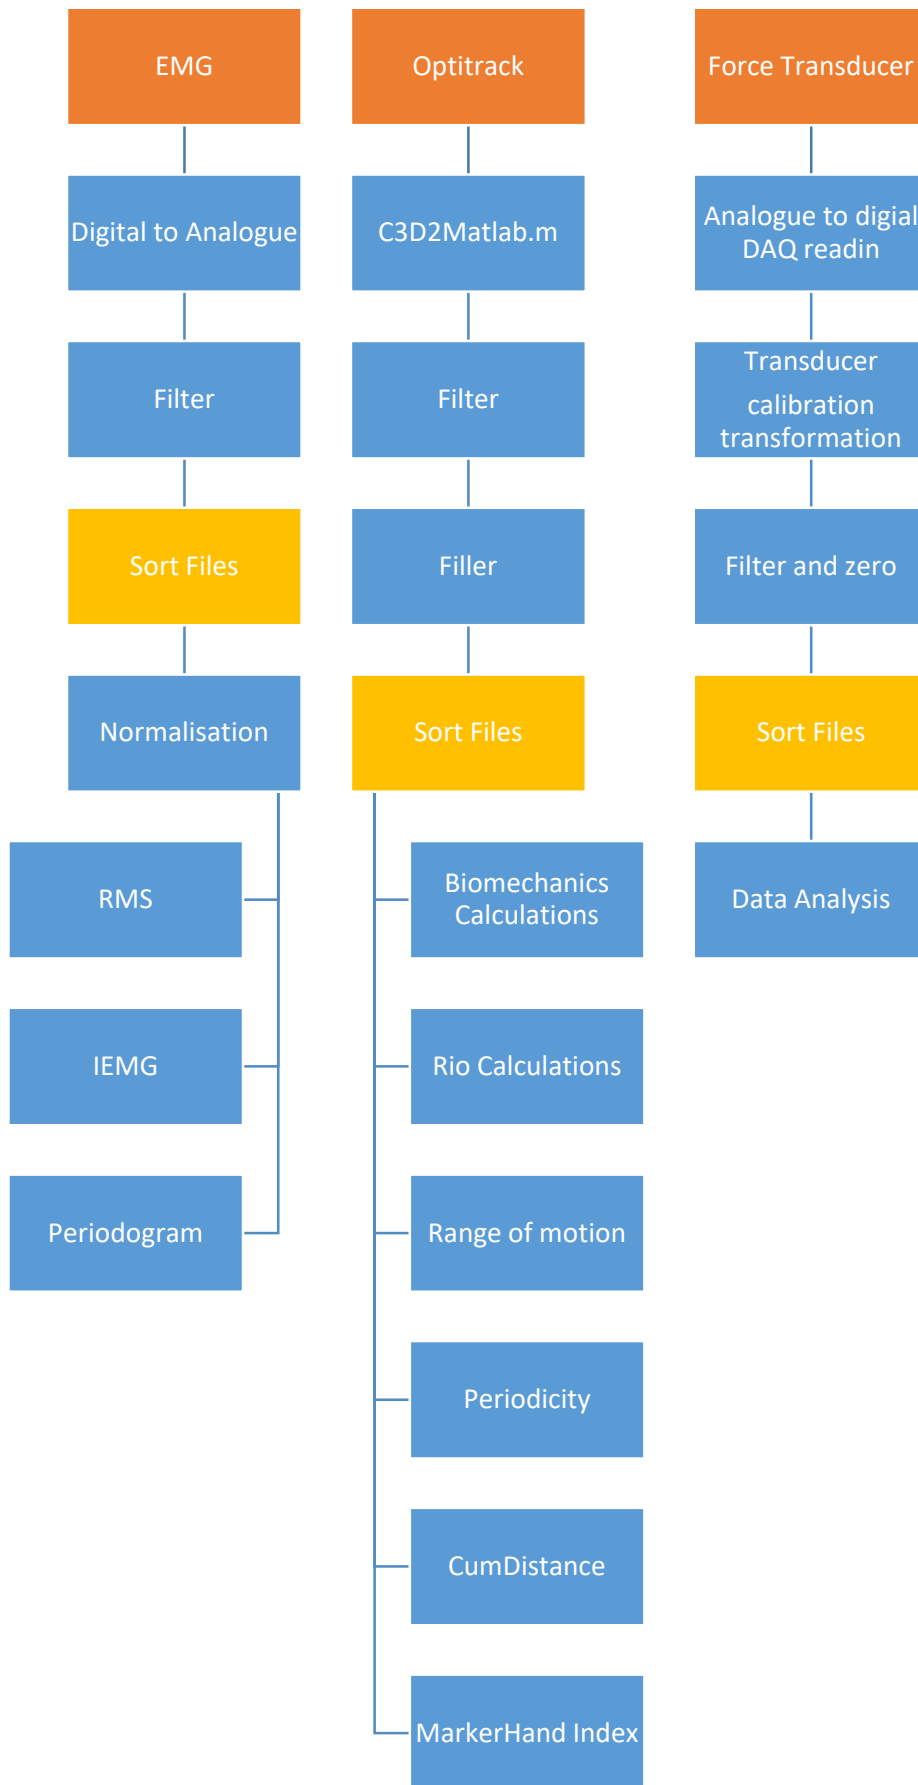 EMG
Optitrack
Force Transducer
Digital to Analogue
C3D2Matlab.m
Analogue to digial
DAQ readin
Filter
Filter
Transducer
calibration
transformation
Sort Files
Filler
Filter and zero
Normalisation
Sort Files
Sort Files
RMS
Biomechanics
Calculations
Data Analysis
IEMG
Rio Calculations
Periodogram
Range of motion
Periodicity
CumDistance
MarkerHand Index